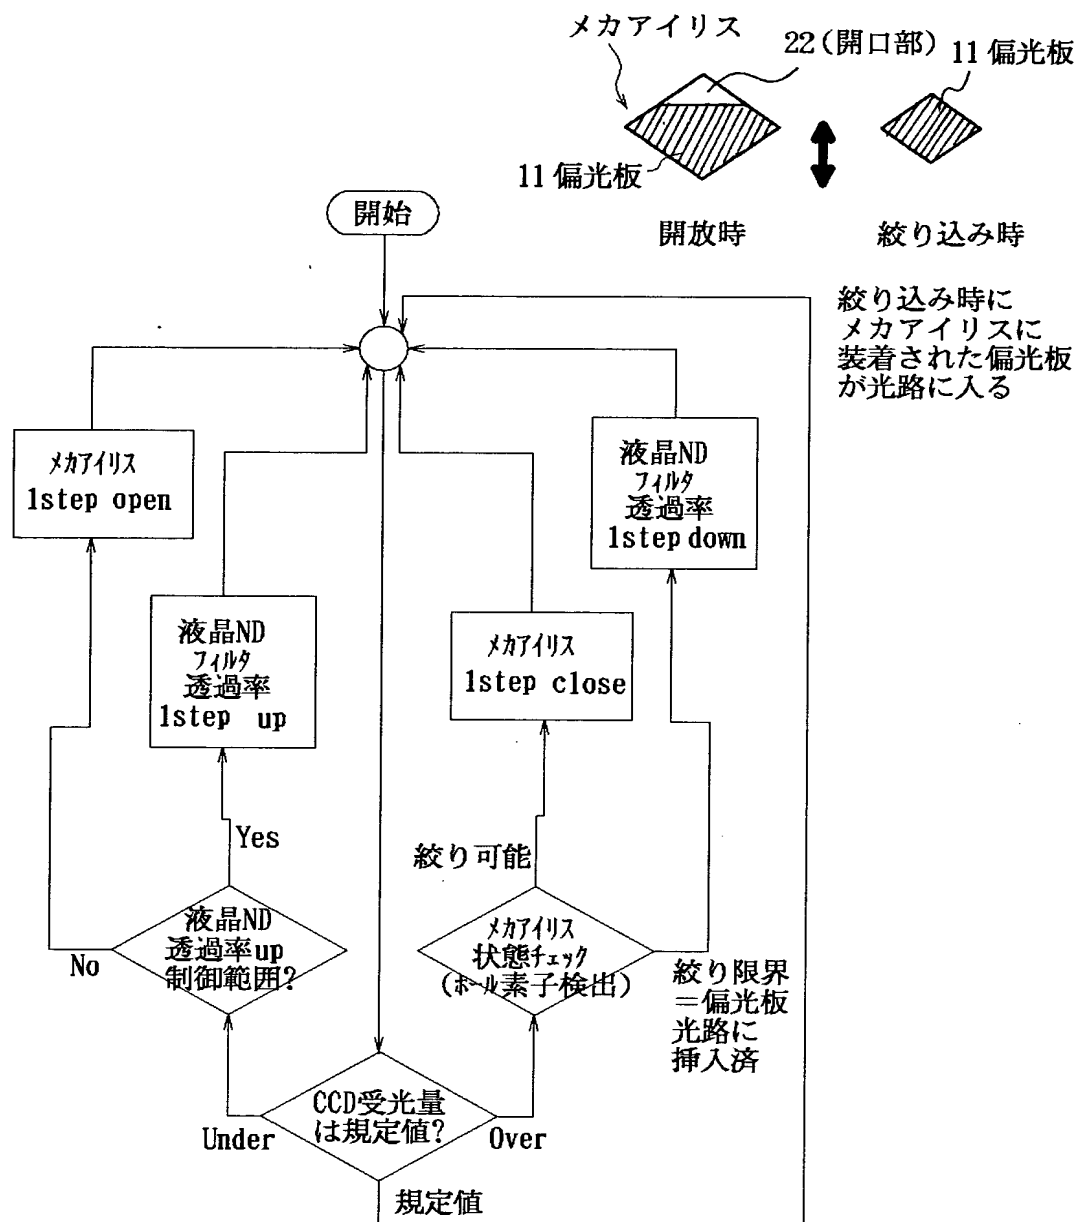 メカアイリス
22(開口部)
11偏光板
11偏光板
開放時
絞り込み時
絞り込み時に
メカアイリスに
装着された偏光板
が光路に入る
開始
メカアイリス
1step open
液晶ND
フィルタ
透過率
1step up
メカアイリス
1step close
液晶ND
フィルタ
透過率
1step down
Yes
No
液晶ND
透過率up
制御範囲?
絞り可能
メカアイリス
状態チェック
(ホール素子検出)
絞り限界
=偏光板
光路に
挿入済
CCD受光量
は規定値?
Under
Over
規定値